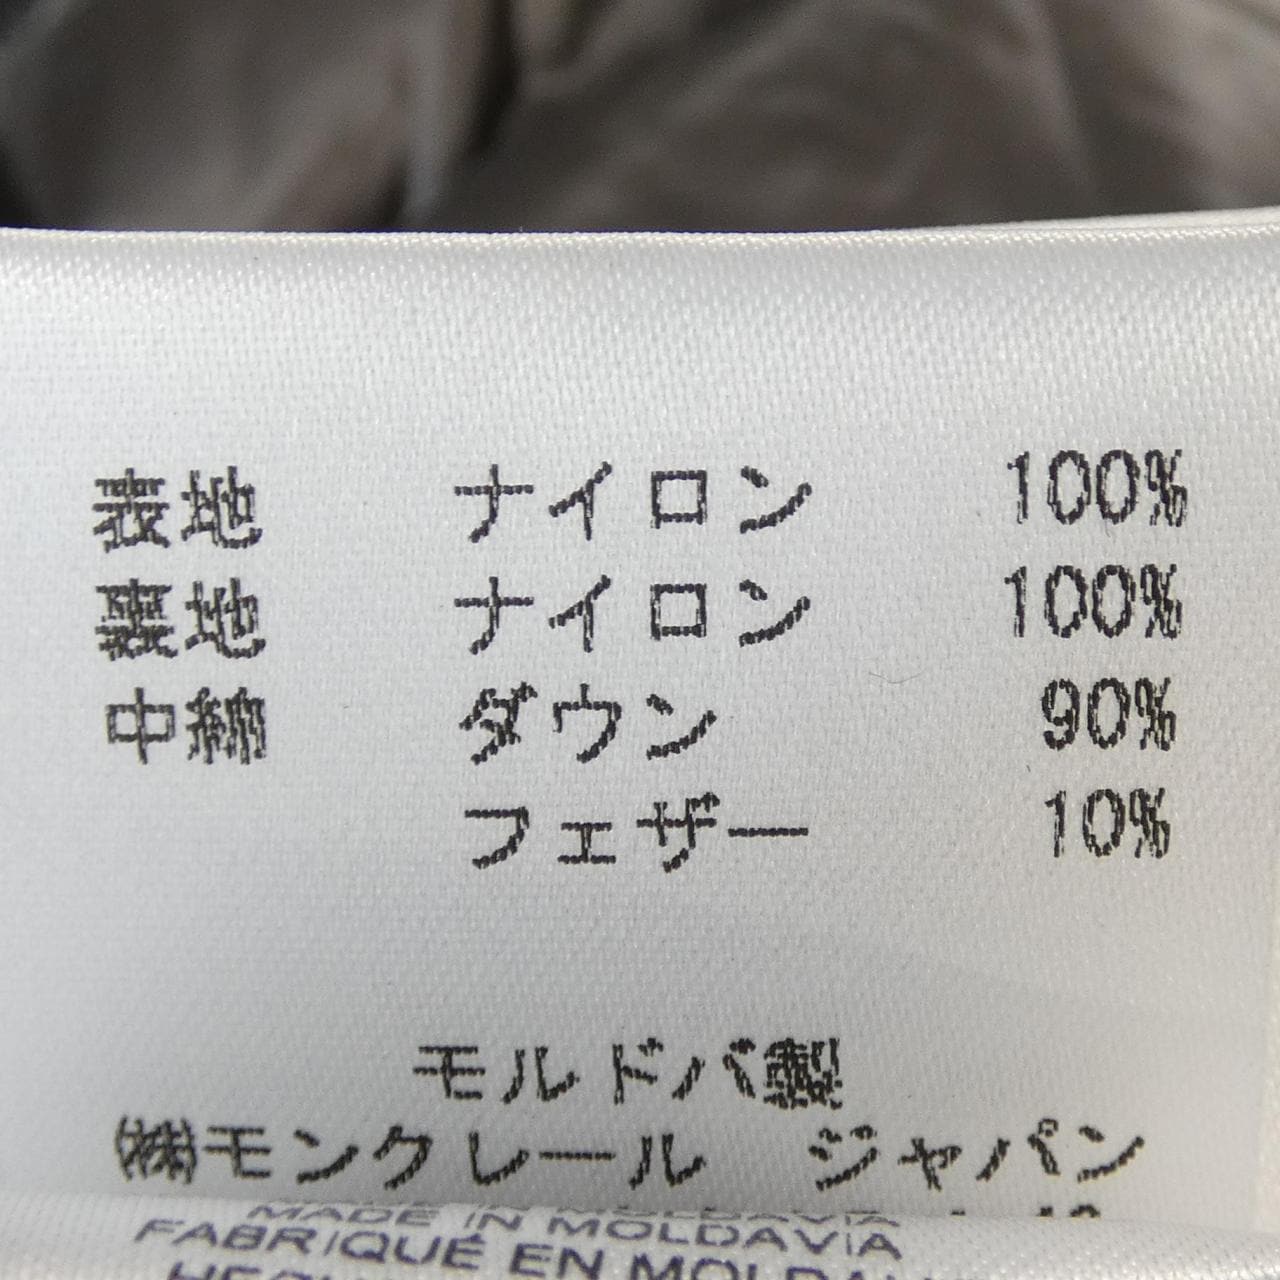 表地 ナイロン 100%
裏地 ナイロン 100%
中綿 ダウン 90%
フェザー 10%
モルドバ製
㈱モンクレール ジャパン
MADE IN MOLDAVIA
FABRIQUÉ EN MOLDAVIA